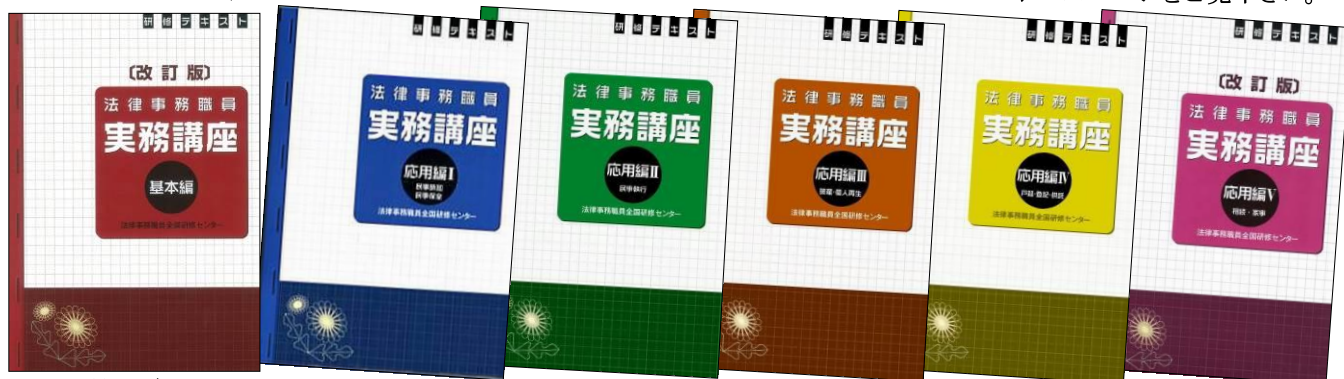 研修テキスト
〔改訂版〕
法律事務職員
実務講座
基本編
法律事務職員全国研修センター
研修テキスト
法律事務職員
実務講座
応用編Ⅰ
民事訴訟
民事保全
法律事務職員全国研修センター
研修テキスト
法律事務職員
実務講座
応用編Ⅱ
民事執行
法律事務職員全国研修センター
研修テキスト
法律事務職員
実務講座
応用編Ⅲ
破産・個人再生
法律事務職員全国研修センター
研修テキスト
法律事務職員
実務講座
応用編Ⅳ
戸籍・登記・供託
法律事務職員全国研修センター
研修テキスト
〔改訂版〕
法律事務職員
実務講座
応用編Ⅴ
相続・家事
法律事務職員全国研修センター